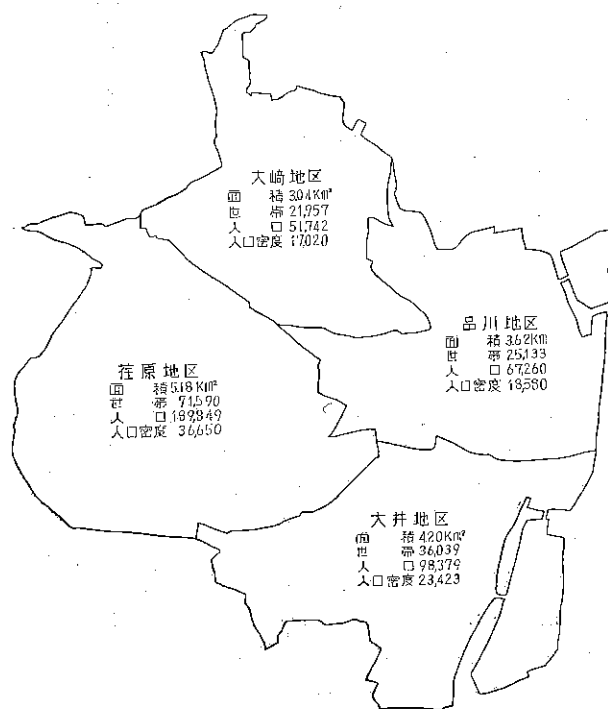 大崎地区
面積 3.04Km²
世帯 21,957
人口 51,742
人口密度 17,020
品川地区
面積 3.62Km
世帯 25,133
人口 67,260
人口密度 18,580
荏原地区
面積 5.18Km²
世帯 71,590
人口 189,849
人口密度 36,650
大井地区
面積 4.20Km²
世帯 36,039
人口 98,379
人口密度 23,423